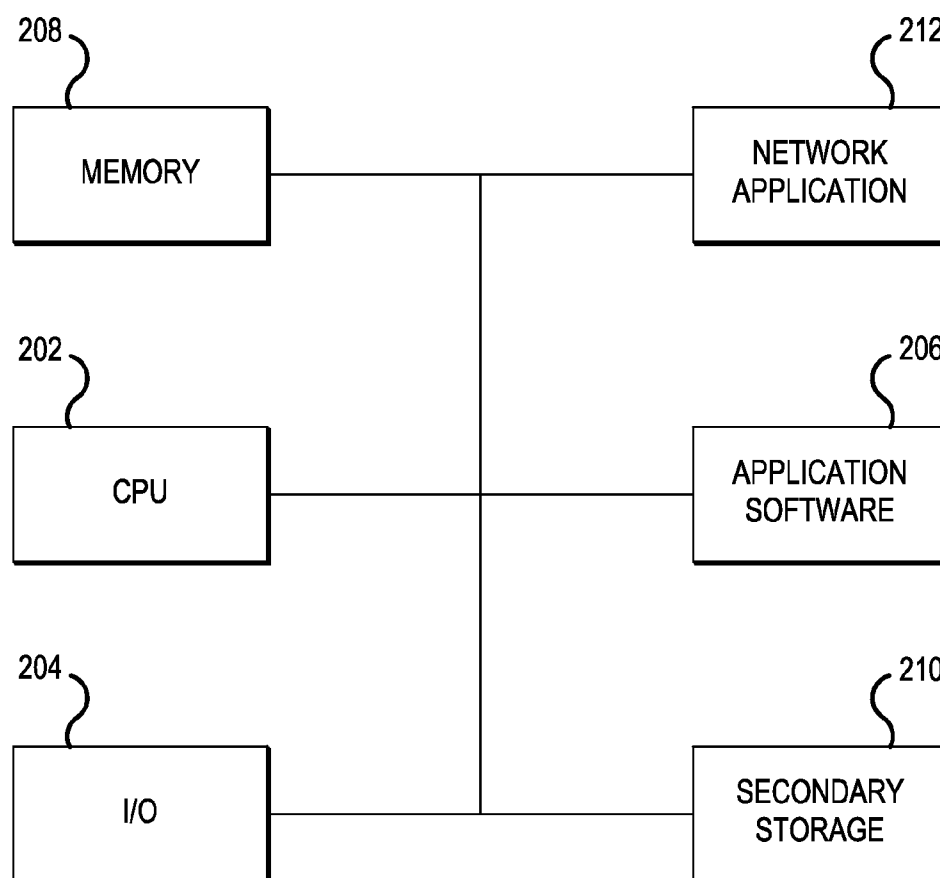 208
212
MEMORY
NETWORK
APPLICATION
202
206
CPU
APPLICATION
SOFTWARE
204
210
I/O
SECONDARY
STORAGE